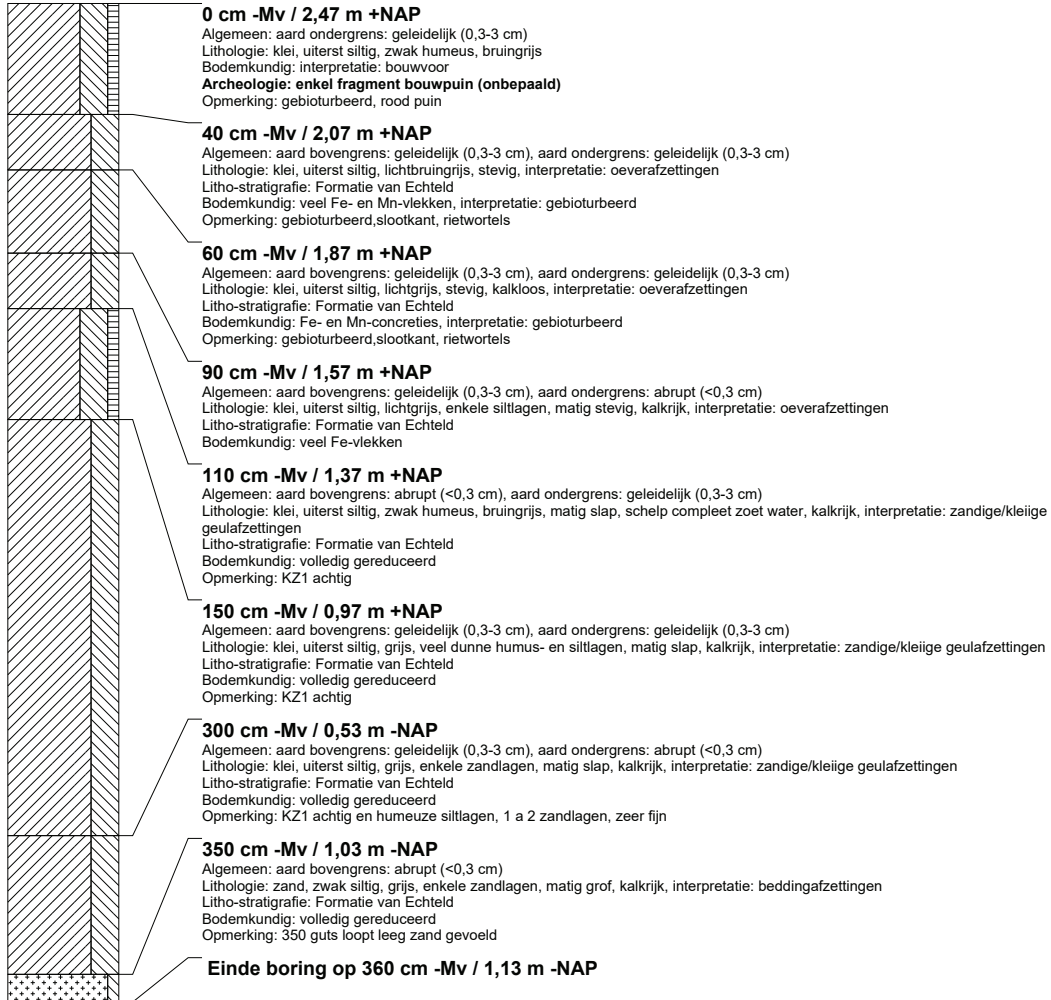 0 cm -Mv / 2,47 m +NAP
Algemeen: aard ondergrens: geleidelijk (0,3-3 cm)
Lithologie: klei, uiterst siltig, zwak humeus, bruingrijs
Bodemkundig: interpretatie: bouwvoor
Archeologie: enkel fragment bouwpuin (onbepaald)
Opmerking: gebioturbeerd, rood puin
40 cm -Mv / 2,07 m +NAP
Algemeen: aard bovengrens: geleidelijk (0,3-3 cm), aard ondergrens: geleidelijk (0,3-3 cm)
Lithologie: klei, uiterst siltig, lichtbruingrijs, stevig, interpretatie: oeverafzettingen
Litho-stratigrafie: Formatie van Echteld
Bodemkundig: veel Fe- en Mn-vlekken, interpretatie: gebioturbeerd
Opmerking: gebioturbeerd,slootkant, rietwortels
60 cm -Mv / 1,87 m +NAP
Algemeen: aard bovengrens: geleidelijk (0,3-3 cm), aard ondergrens: geleidelijk (0,3-3 cm)
Lithologie: klei, uiterst siltig, lichtgrijs, stevig, kalkloos, interpretatie: oeverafzettingen
Litho-stratigrafie: Formatie van Echteld
Bodemkundig: Fe- en Mn-concreties, interpretatie: gebioturbeerd
Opmerking: gebioturbeerd,slootkant, rietwortels
90 cm -Mv / 1,57 m +NAP
Algemeen: aard bovengrens: geleidelijk (0,3-3 cm), aard ondergrens: abrupt (<0,3 cm)
Lithologie: klei, uiterst siltig, lichtgrijs, enkele siltlagen, matig stevig, kalkrijk, interpretatie: oeverafzettingen
Litho-stratigrafie: Formatie van Echteld
Bodemkundig: veel Fe-vlekken
110 cm -Mv / 1,37 m +NAP
Algemeen: aard bovengrens: abrupt (<0,3 cm), aard ondergrens: geleidelijk (0,3-3 cm)
Lithologie: klei, uiterst siltig, zwak humeus, bruingrijs, matig slap, schelp compleet zoet water, kalkrijk, interpretatie: zandige/kleiige
geulafzettingen
Litho-stratigrafie: Formatie van Echteld
Bodemkundig: volledig gereduceerd
Opmerking: KZ1 achtig
150 cm -Mv / 0,97 m +NAP
Algemeen: aard bovengrens: geleidelijk (0,3-3 cm), aard ondergrens: geleidelijk (0,3-3 cm)
Lithologie: klei, uiterst siltig, grijs, veel dunne humus- en siltlagen, matig slap, kalkrijk, interpretatie: zandige/kleiige geulafzettingen
Litho-stratigrafie: Formatie van Echteld
Bodemkundig: volledig gereduceerd
Opmerking: KZ1 achtig
300 cm -Mv / 0,53 m -NAP
Algemeen: aard bovengrens: geleidelijk (0,3-3 cm), aard ondergrens: abrupt (<0,3 cm)
Lithologie: klei, uiterst siltig, grijs, enkele zandlagen, matig slap, kalkrijk, interpretatie: zandige/kleiige geulafzettingen
Litho-stratigrafie: Formatie van Echteld
Bodemkundig: volledig gereduceerd
Opmerking: KZ1 achtig en humeuze siltlagen, 1 a 2 zandlagen, zeer fijn
350 cm -Mv / 1,03 m -NAP
Algemeen: aard bovengrens: abrupt (<0,3 cm)
Lithologie: zand, zwak siltig, grijs, enkele zandlagen, matig grof, kalkrijk, interpretatie: beddingafzettingen
Litho-stratigrafie: Formatie van Echteld
Bodemkundig: volledig gereduceerd
Opmerking: 350 guts loopt leeg zand gevoeld
Einde boring op 360 cm -Mv / 1,13 m -NAP